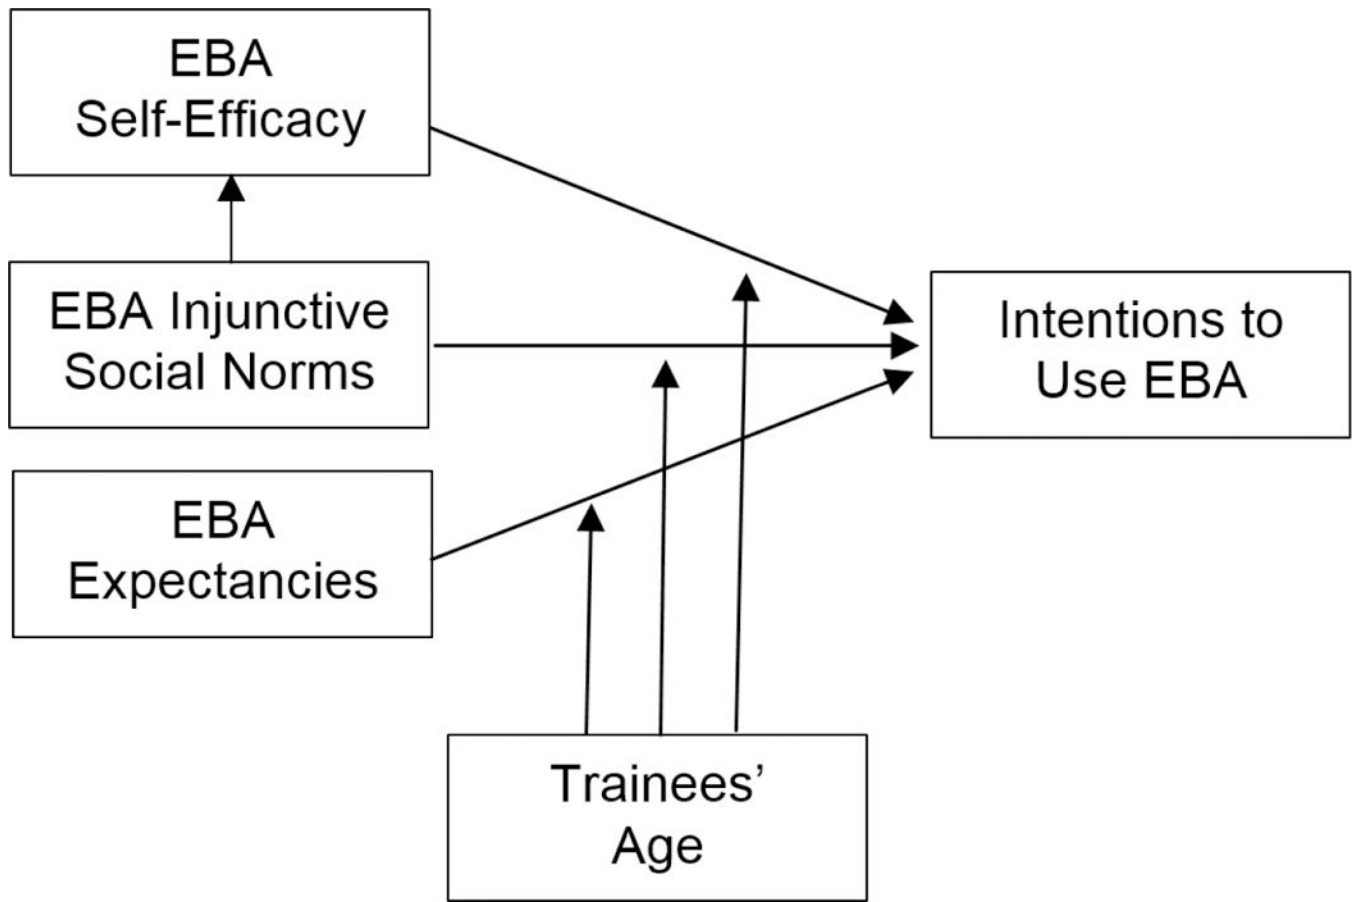 EBA
Self-Efficacy
EBA Injunctive
Social Norms
EBA
Expectancies
Intentions to
Use EBA
Trainees’
Age